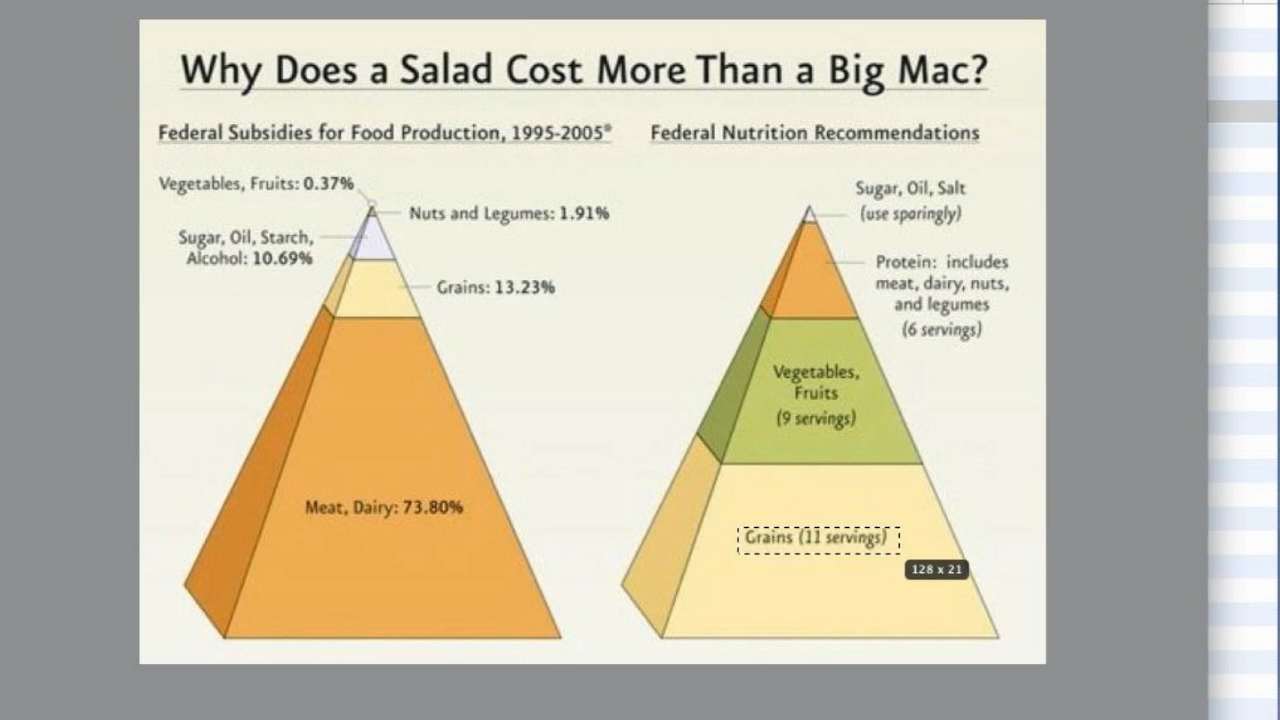 Why Does a Salad Cost More Than a Big Mac?
Federal Subsidies for Food Production, 1995-2005*
Vegetables, Fruits: 0.37%
Nuts and Legumes: 1.91%
Sugar, Oil, Starch,
Alcohol: 10.69%
Grains: 13.23%
Meat, Dairy: 73.80%
Federal Nutrition Recommendations
Sugar, Oil, Salt
(use sparingly)
Protein: includes
meat, dairy, nuts,
and legumes
(6 servings)
Vegetables,
Fruits
(9 servings)
Grains (11 servings)
128 x 21